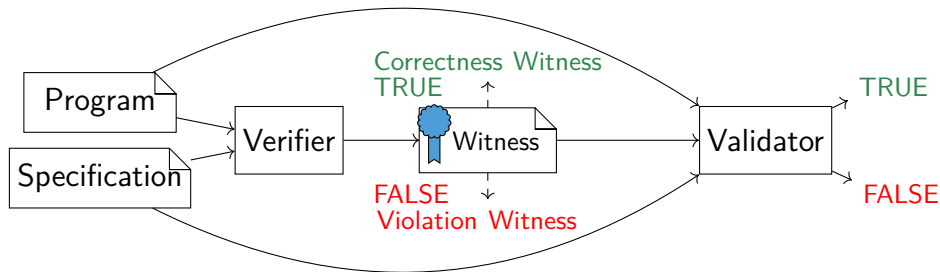 Program
Specification
Verifier
Correctness Witness
TRUE
Witness
FALSE
Violation Witness
Validator
TRUE
FALSE